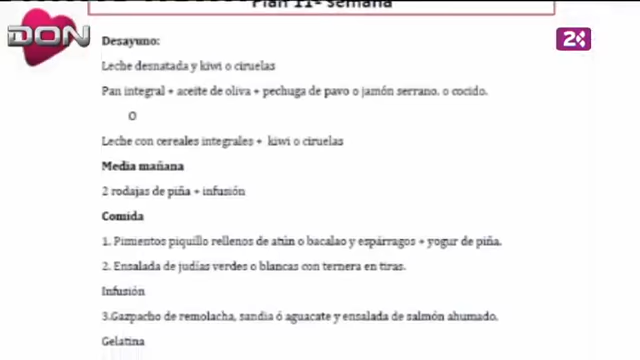 Plan 11- semana
DON
24
Desayuno:
Leche desnatada y kiwi o ciruelas
Pan integral + aceite de oliva + pechuga de pavo o jamón serrano, o cocido.
O
Leche con cereales integrales + kiwi o ciruelas
Media mañana
2 rodajas de piña + infusión
Comida
1. Pimientos piquillo rellenos de atún o bacalao y espárragos + yogur de piña.
2. Ensalada de judías verdes o blancas con ternera en tiras.
Infusión
3.Gazpacho de remolacha, sandia ó aguacate y ensalada de salmón ahumado.
Gelatina